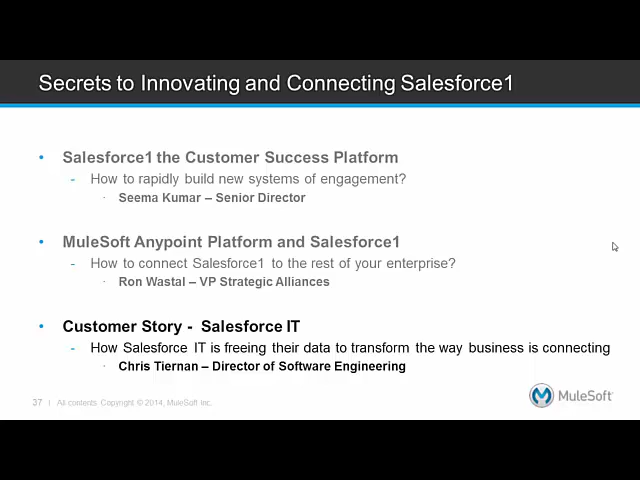 Secrets to Innovating and Connecting Salesforce1
• Salesforce1 the Customer Success Platform
- How to rapidly build new systems of engagement?
· Seema Kumar – Senior Director
• MuleSoft Anypoint Platform and Salesforce1
- How to connect Salesforce1 to the rest of your enterprise?
· Ron Wastal – VP Strategic Alliances
• Customer Story - Salesforce IT
- How Salesforce IT is freeing their data to transform the way business is connecting
· Chris Tiernan – Director of Software Engineering
37 | All contents Copyright © 2014, MuleSoft Inc.
MuleSoft